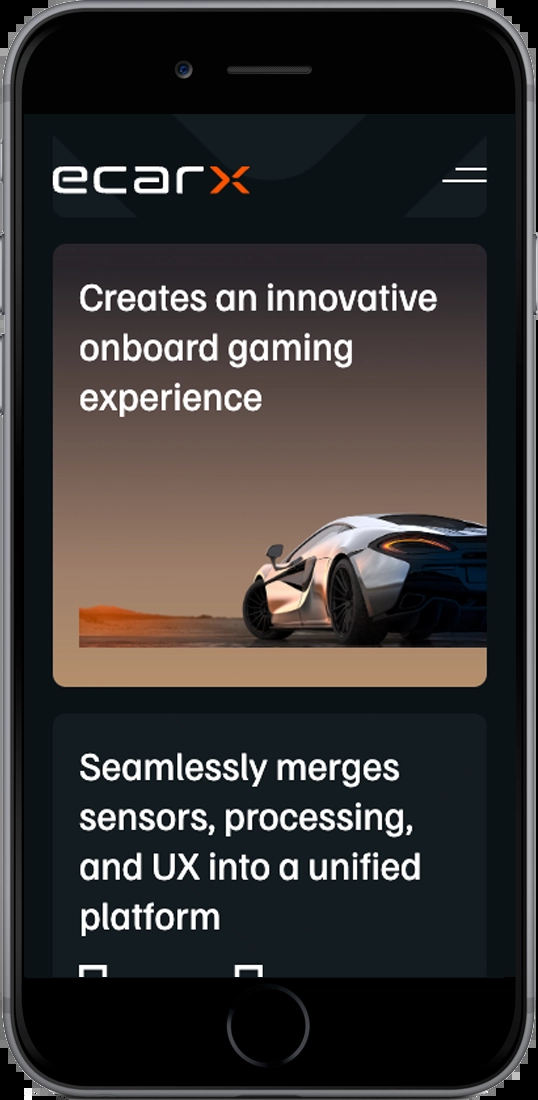 ecarx
Creates an innovative
onboard gaming
experience
Seamlessly merges
sensors, processing,
and UX into a unified
platform